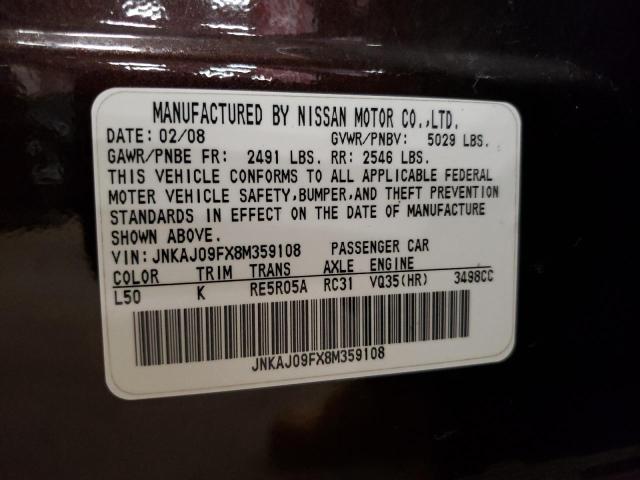 MANUFACTURED BY NISSAN MOTOR CO.,LTD.
DATE: 02/08 GVWR/PNBV: 5029 LBS.
GAWR/PNBE FR: 2491 LBS. RR: 2546 LBS.
THIS VEHICLE CONFORMS TO ALL APPLICABLE FEDERAL
MOTER VEHICLE SAFETY,BUMPER,AND THEFT PREVENTION
STANDARDS IN EFFECT ON THE DATE OF MANUFACTURE
SHOWN ABOVE.
VIN: JNKAJ09FX8M359108 PASSENGER CAR
COLOR TRIM TRANS AXLE ENGINE
L50 K RE5R05A RC31 VQ35(HR) 3498CC
JNKAJ09FX8M359108